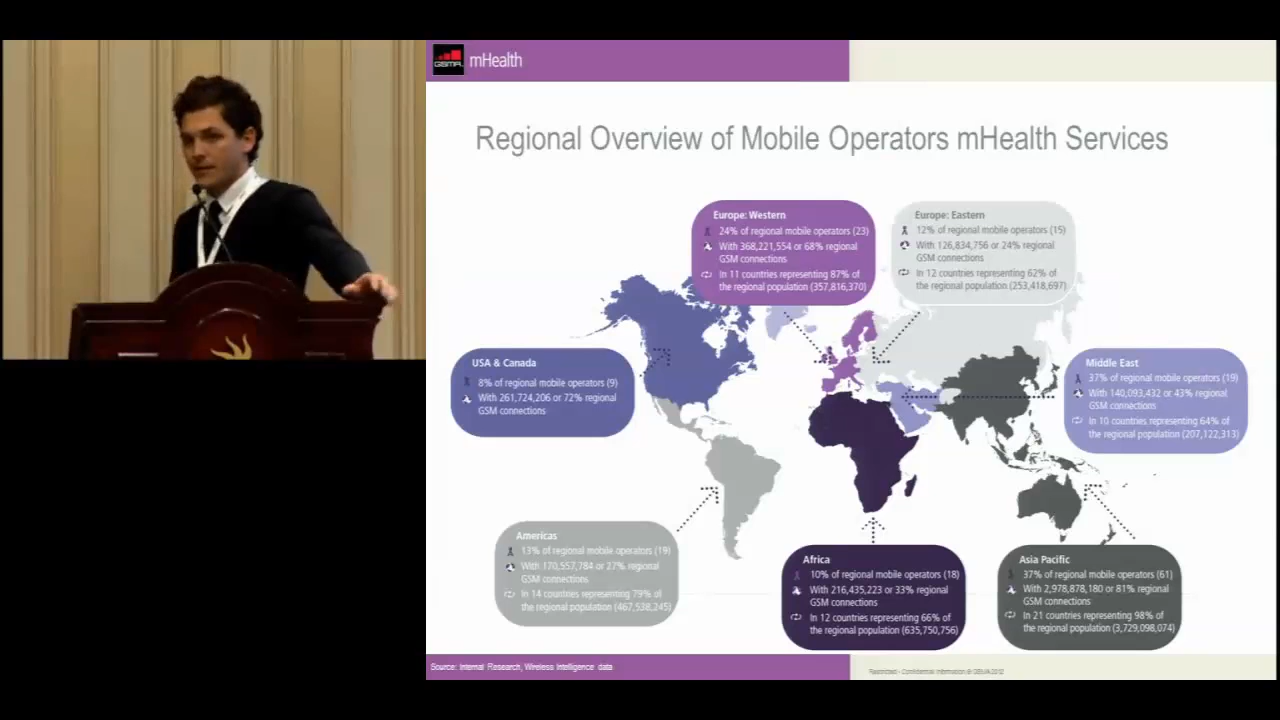 GSMA mHealth
Regional Overview of Mobile Operators mHealth Services
Europe: Western
24% of regional mobile operators (23)
With 368,221,554 or 68% regional
GSM connections
In 11 countries representing 87% of
the regional population (357,816,370)
Europe: Eastern
12% of regional mobile operators (15)
With 126,834,756 or 24% regional
GSM connections
In 12 countries representing 62% of
the regional population (253,418,697)
USA & Canada
8% of regional mobile operators (9)
With 261,724,206 or 72% regional
GSM connections
Middle East
37% of regional mobile operators (19)
With 140,093,432 or 43% regional
GSM connections
In 10 countries representing 64% of
the regional population (207,122,313)
Americas
13% of regional mobile operators (19)
With 170,557,784 or 27% regional
GSM connections
In 14 countries representing 79% of
the regional population (467,538,245)
Africa
10% of regional mobile operators (18)
With 216,435,223 or 33% regional
GSM connections
In 12 countries representing 66% of
the regional population (635,750,756)
Asia Pacific
37% of regional mobile operators (61)
With 2,978,878,180 or 81% regional
GSM connections
In 21 countries representing 98% of
the regional population (3,729,098,074)
Source: Internal Research, Wireless Intelligence data
Restricted - Confidential Information © GSMA 2012